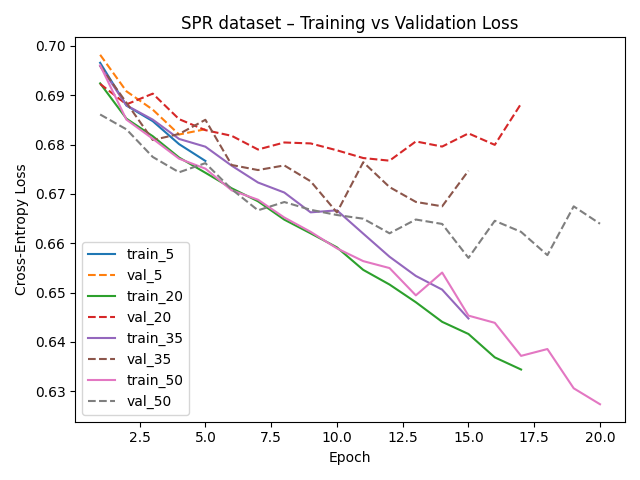 SPR dataset – Training vs Validation Loss
Cross-Entropy Loss
0.70
0.69
0.68
0.67
0.66
0.65
0.64
0.63
train_5
val_5
train_20
val_20
train_35
val_35
train_50
val_50
2.5 5.0 7.5 10.0 12.5 15.0 17.5 20.0
Epoch